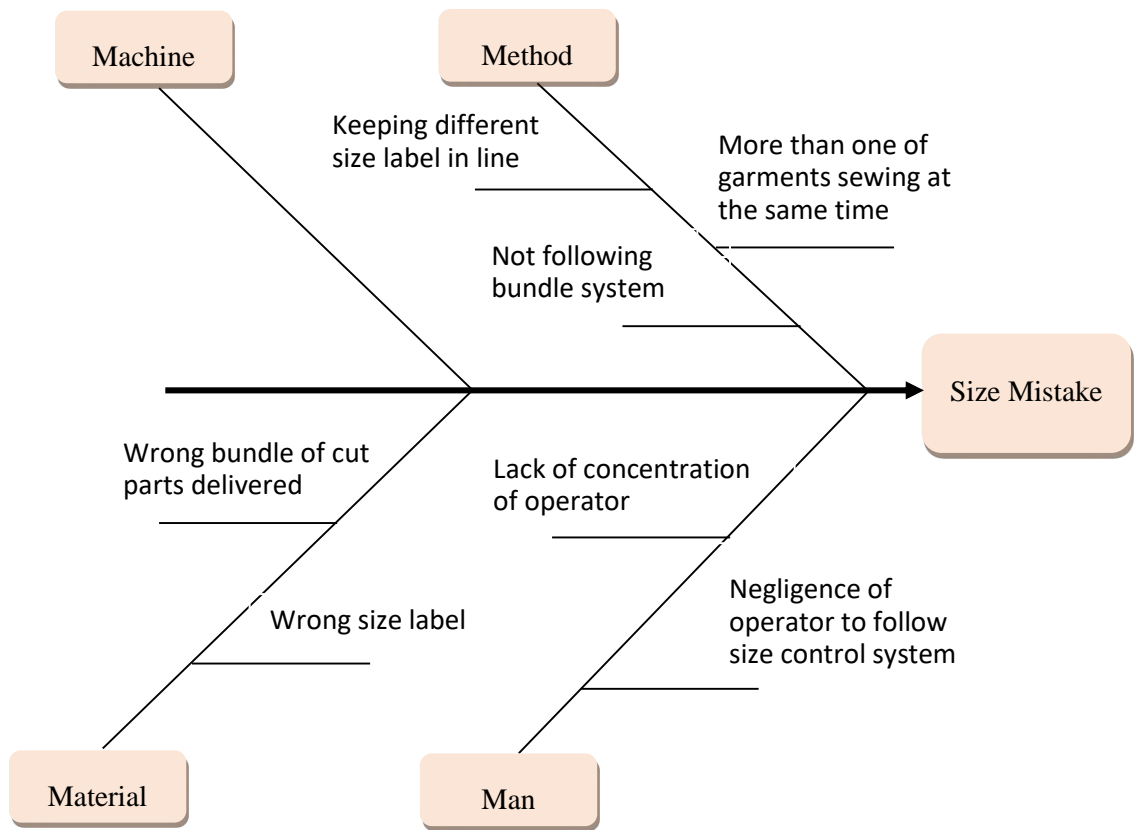 Machine
Method
Keeping different
size label in line
More than one of
garments sewing at
the same time
Not following
bundle system
Size Mistake
Wrong bundle of cut
parts delivered
Lack of concentration
of operator
Wrong size label
Negligence of
operator to follow
size control system
Material
Man